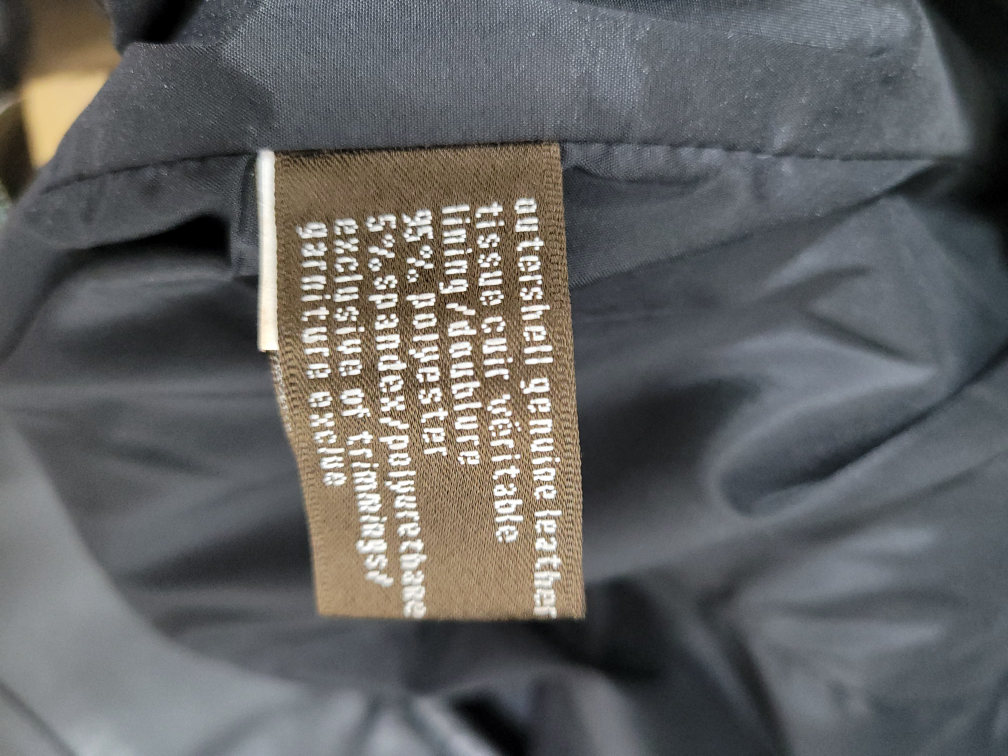 outershell genuine leather
tissue cuir véritable
lining/doublure
95% polyester
5% spandex/polyurethane
exclusive of trimmings/
garniture exclue